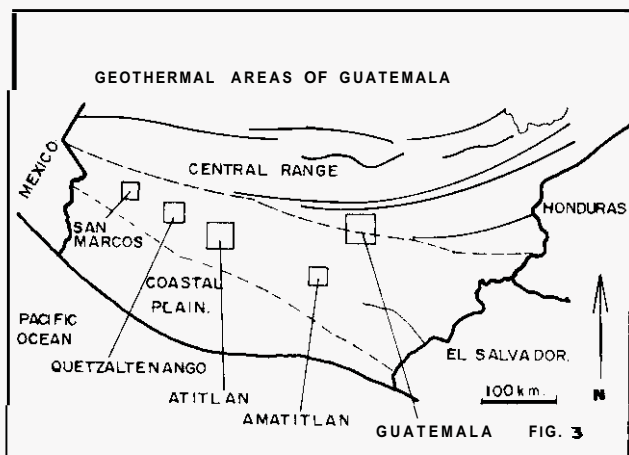 GEOTHERMAL AREAS OF GUATEMALA
MEXICO
CENTRAL RANGE
HONDURAS
SAN
MARCOS
COASTAL
PLAIN.
PACIFIC
OCEAN
QUETZALTENANGO
ATITLAN
AMATITLAN
GUATEMALA
EL SALVADOR.
100 km.
N
FIG. 3